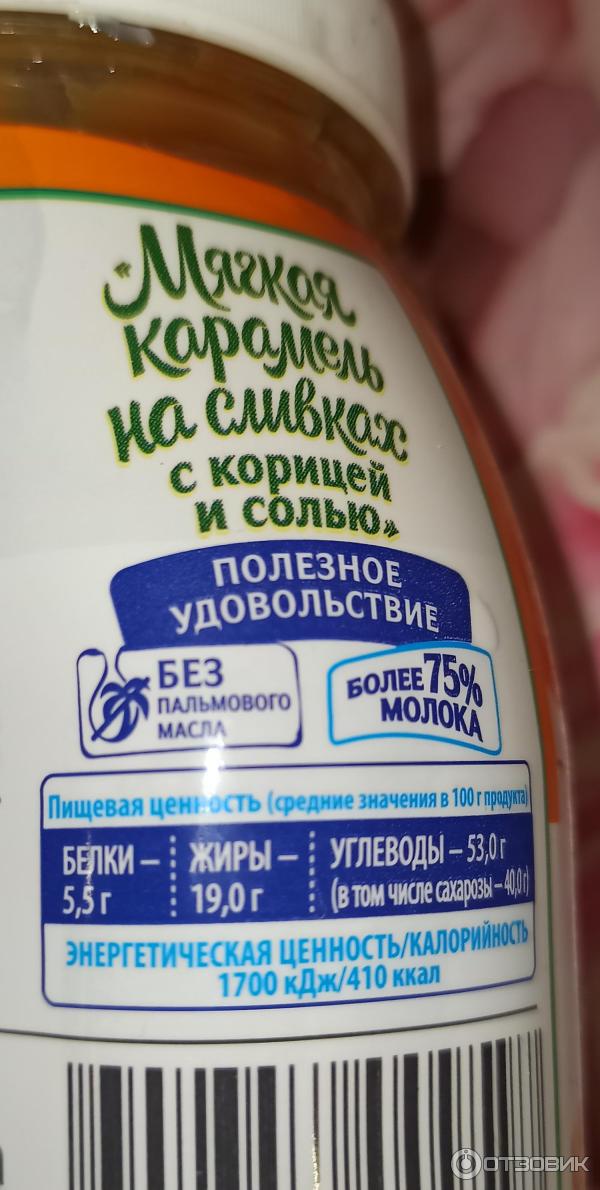 «Мягкая
карамель
на сливках
с корицей
и солью»
ПОЛЕЗНОЕ
УДОВОЛЬСТВИЕ
БЕЗ
ПАЛЬМОВОГО
МАСЛА
БОЛЕЕ 75%
МОЛОКА
Пищевая ценность (средние значения в 100 г продукта)
БЕЛКИ –
5,5 г
ЖИРЫ –
19,0 г
УГЛЕВОДЫ – 53,0 г
(в том числе сахарозы – 40,0 г)
ЭНЕРГЕТИЧЕСКАЯ ЦЕННОСТЬ/КАЛОРИЙНОСТЬ
1700 кДж/410 ккал
ОТЗОВИК